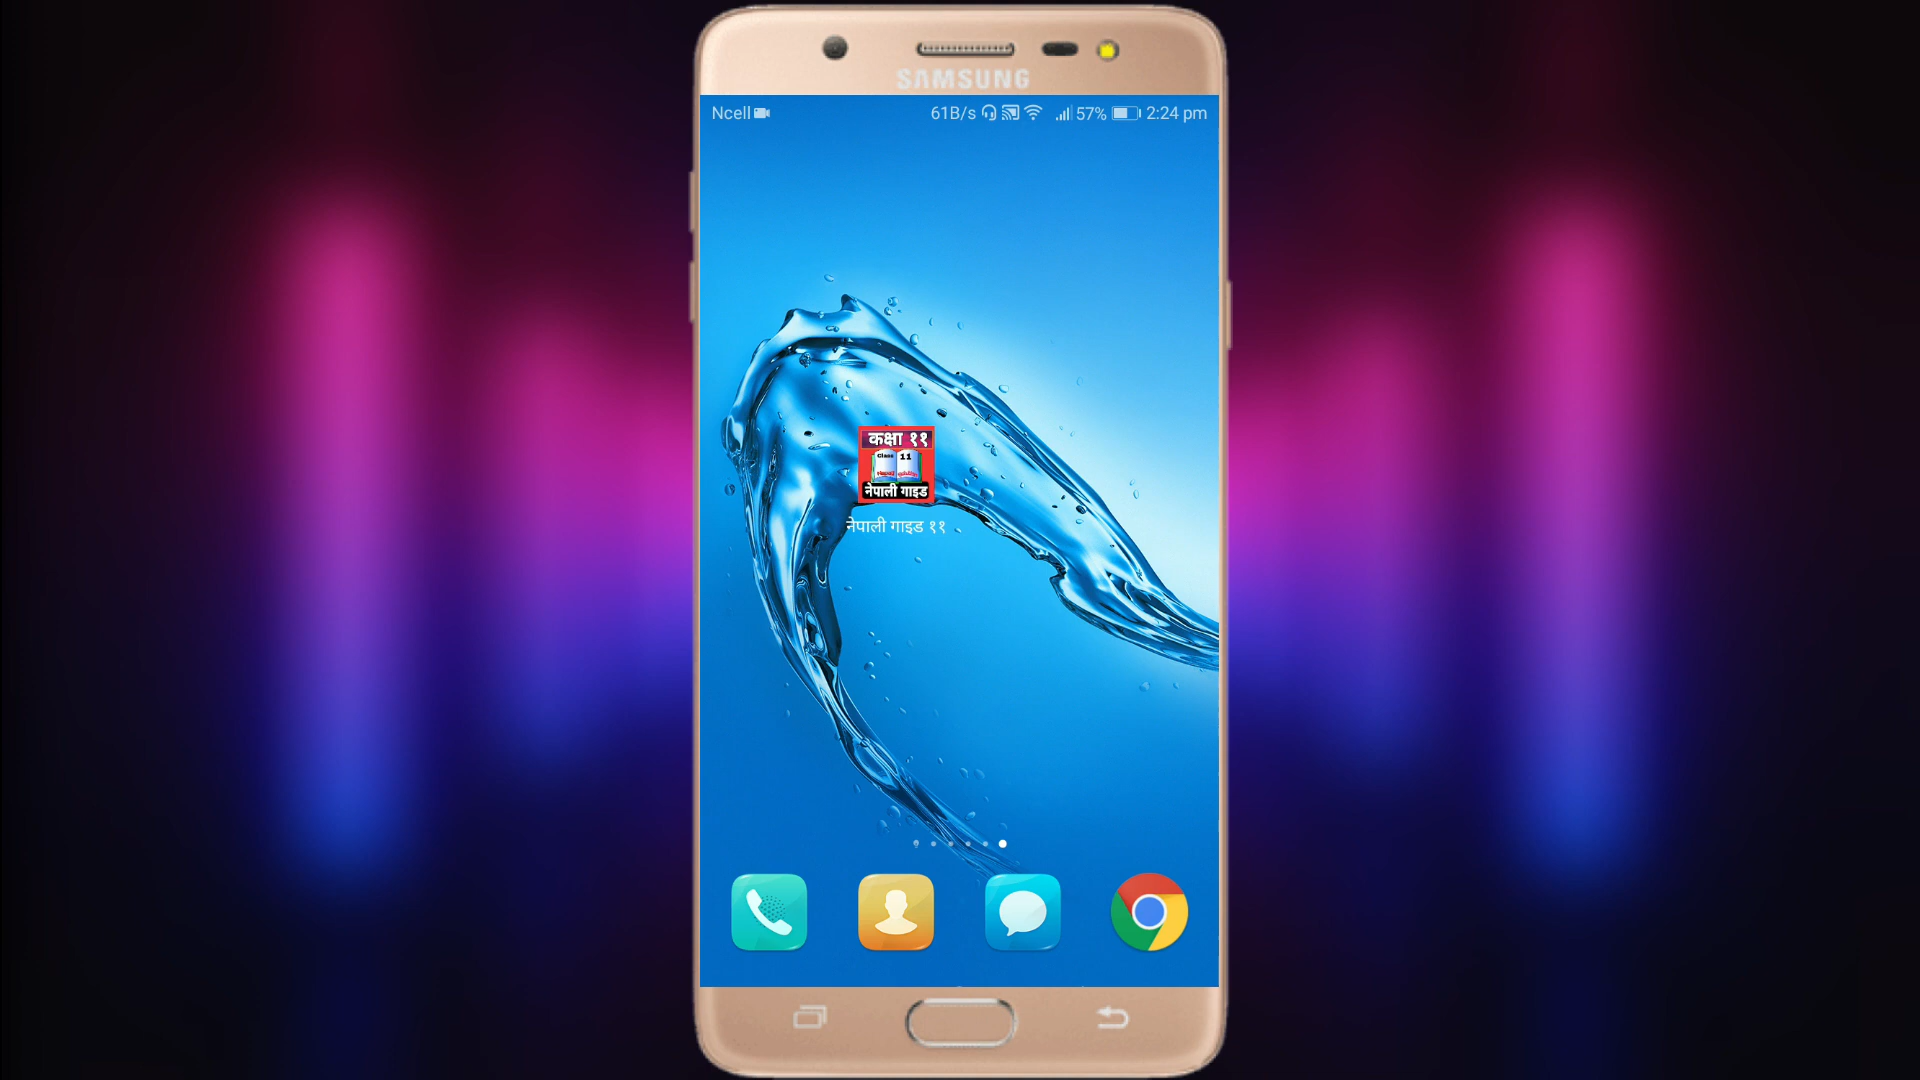 SAMSUNG
Ncell 61B/s 57% 2:24 pm
कक्षा ११
Class 11
नेपाली गाइड
नेपाली गाइड ११